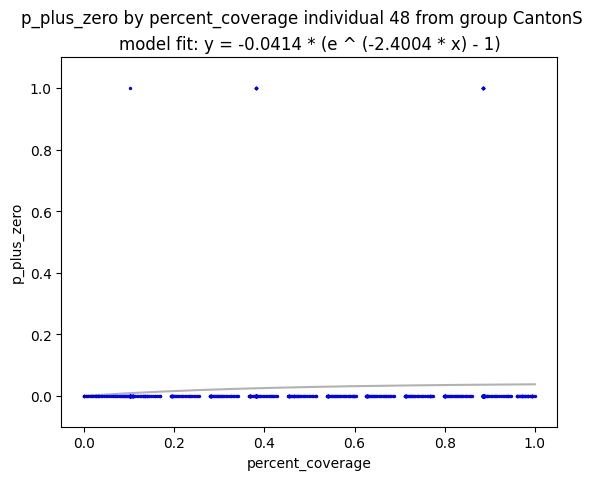 p_plus_zero by percent_coverage individual 48 from group CantonS
model fit: y = -0.0414 * (e ^ (-2.4004 * x) - 1)
1.0
0.8
0.6
0.4
0.2
0.0
p_plus_zero
0.0 0.2 0.4 0.6 0.8 1.0
percent_coverage